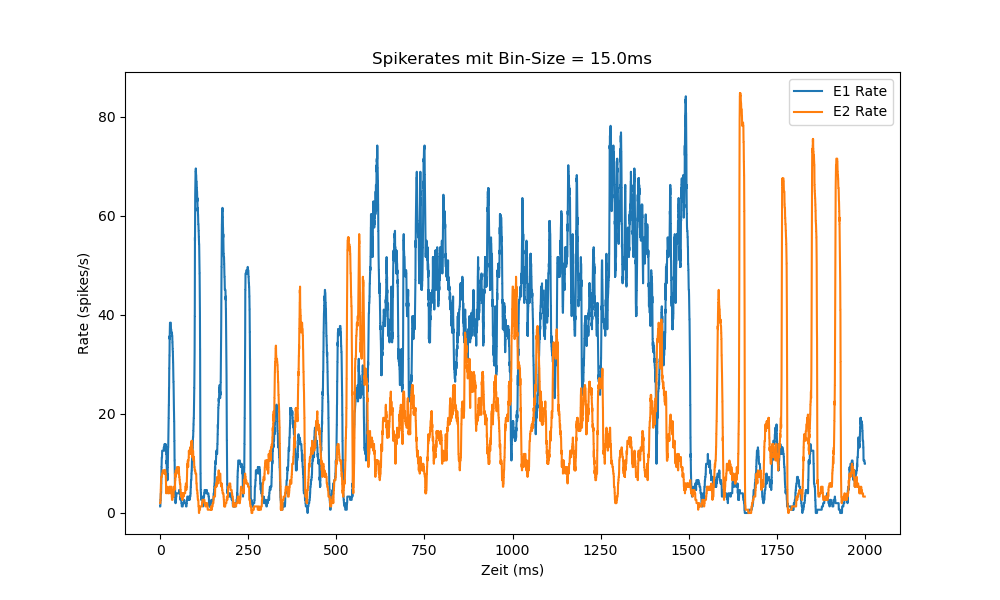 Spikerates mit Bin-Size = 15.0ms
E1 Rate
E2 Rate
Rate (spikes/s)
80
60
40
20
0
0 250 500 750 1000 1250 1500 1750 2000
Zeit (ms)